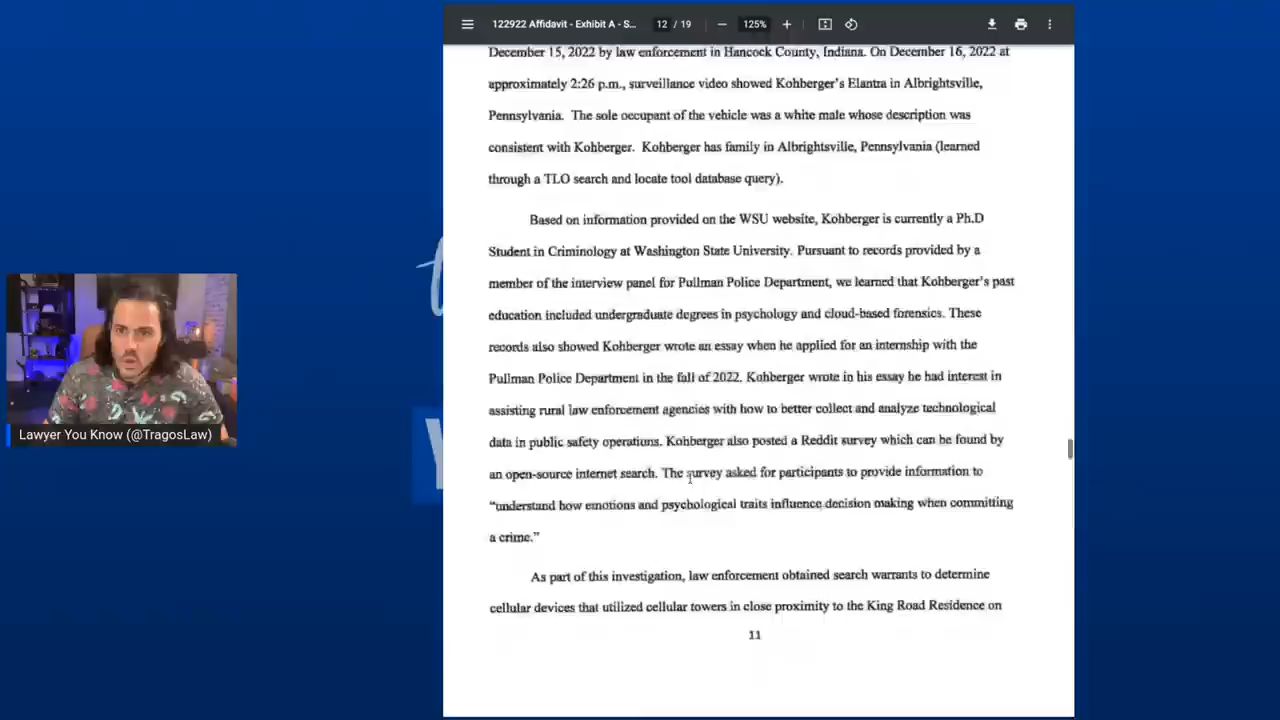 122922 Affidavit - Exhibit A - S...
12 / 19
125%
December 15, 2022 by law enforcement in Hancock County, Indiana. On December 16, 2022 at
approximately 2:26 p.m., surveillance video showed Kohberger's Elantra in Albrightsville,
Pennsylvania. The sole occupant of the vehicle was a white male whose description was
consistent with Kohberger. Kohberger has family in Albrightsville, Pennsylvania (learned
through a TLO search and locate tool database query).
Based on information provided on the WSU website, Kohberger is currently a Ph.D
Student in Criminology at Washington State University. Pursuant to records provided by a
member of the interview panel for Pullman Police Department, we learned that Kohberger's past
education included undergraduate degrees in psychology and cloud-based forensics. These
records also showed Kohberger wrote an essay when he applied for an internship with the
Pullman Police Department in the fall of 2022. Kohberger wrote in his essay he had interest in
assisting rural law enforcement agencies with how to better collect and analyze technological
data in public safety operations. Kohberger also posted a Reddit survey which can be found by
an open-source internet search. The survey asked for participants to provide information to
“understand how emotions and psychological traits influence decision making when committing
a crime.”
As part of this investigation, law enforcement obtained search warrants to determine
cellular devices that utilized cellular towers in close proximity to the King Road Residence on
11
Lawyer You Know (@TragosLaw)